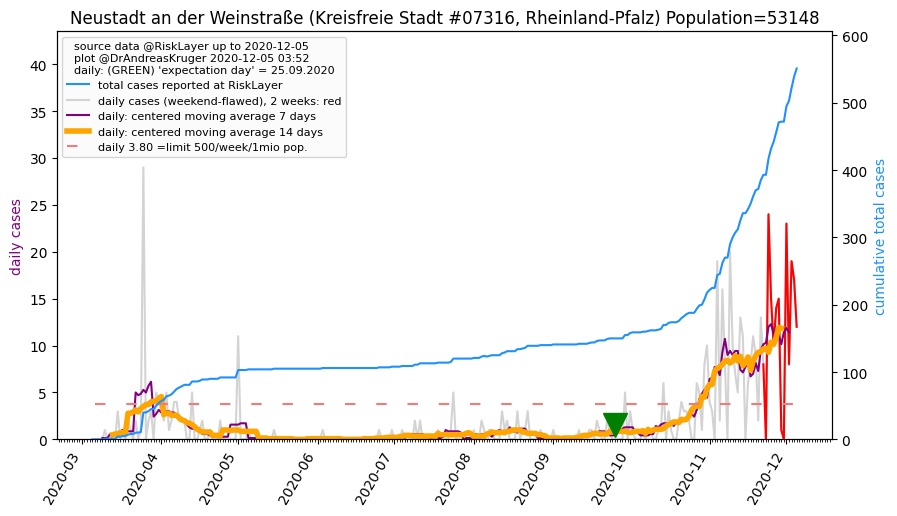 Neustadt an der Weinstraße (Kreisfreie Stadt #07316, Rheinland-Pfalz) Population=53148
source data @RiskLayer up to 2020-12-05
plot @DrAndreasKruger 2020-12-05 03:52
daily: (GREEN) 'expectation day' = 25.09.2020
total cases reported at RiskLayer
daily cases (weekend-flawed), 2 weeks: red
daily: centered moving average 7 days
daily: centered moving average 14 days
daily 3.80 =limit 500/week/1mio pop.
daily cases
40
35
30
25
20
15
10
5
0
cumulative total cases
600
500
400
300
200
100
0
2020-03
2020-04
2020-05
2020-06
2020-07
2020-08
2020-09
2020-10
2020-11
2020-12